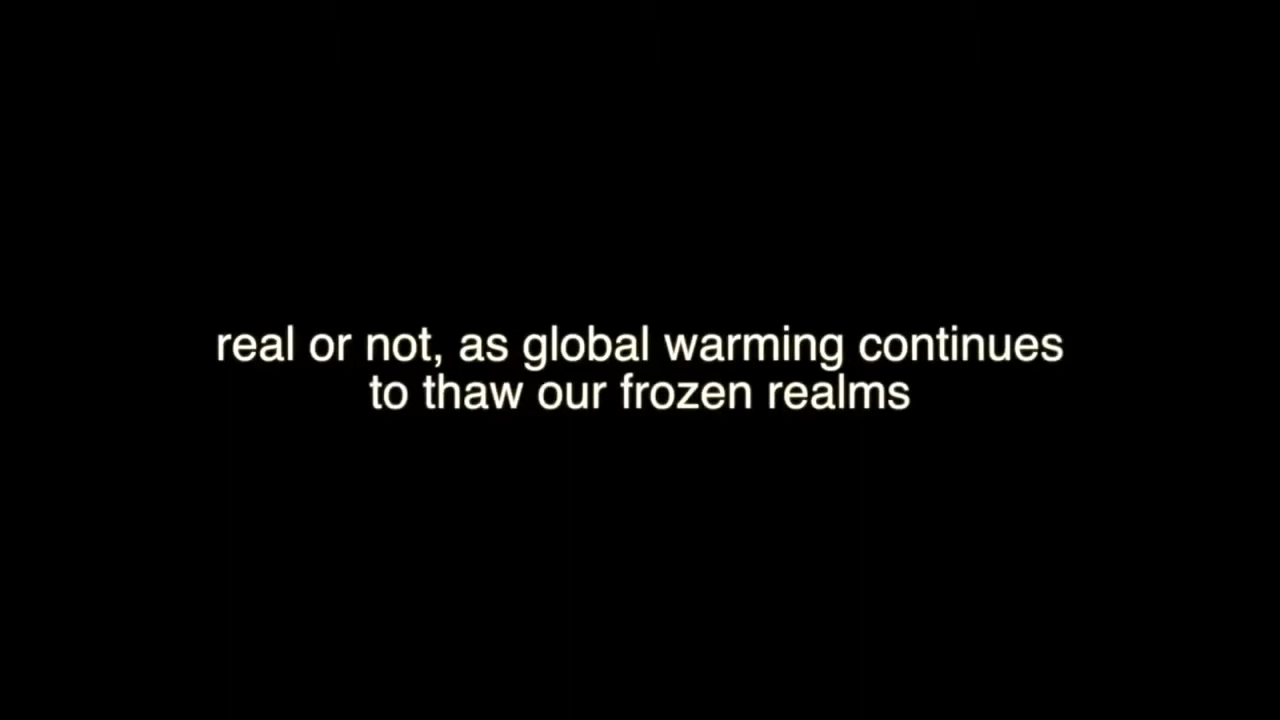 real or not, as global warming continues
to thaw our frozen realms